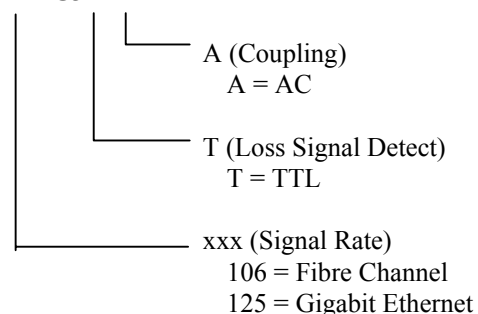 A (Coupling)
A = AC
T (Loss Signal Detect)
T = TTL
xxx (Signal Rate)
106 = Fibre Channel
125 = Gigabit Ethernet